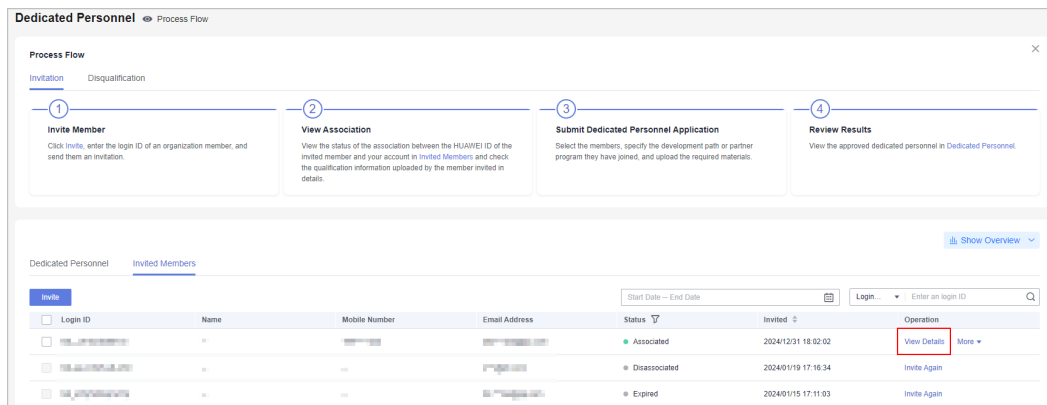 Dedicated Personnel Process Flow
Process Flow
Invitation Disqualification
1 2 3 4
Invite Member
Click Invite, enter the login ID of an organization member, and
send them an invitation.
View Association
View the status of the association between the HUAWEI ID of the
invited member and your account in Invited Members and check
the qualification information uploaded by the member invited in
details.
Submit Dedicated Personnel Application
Select the members, specify the development path or partner
program they have joined, and upload the required materials.
Review Results
View the approved dedicated personnel in Dedicated Personnel.
Show Overview
Dedicated Personnel Invited Members
Invite Start Date – End Date Login... Enter an login ID
Login ID Name Mobile Number Email Address Status Invited Operation
Associated 2024/12/31 18:02:02 View Details More
Disassociated 2024/01/19 17:16:34 Invite Again
Expired 2024/01/15 17:11:03 Invite Again